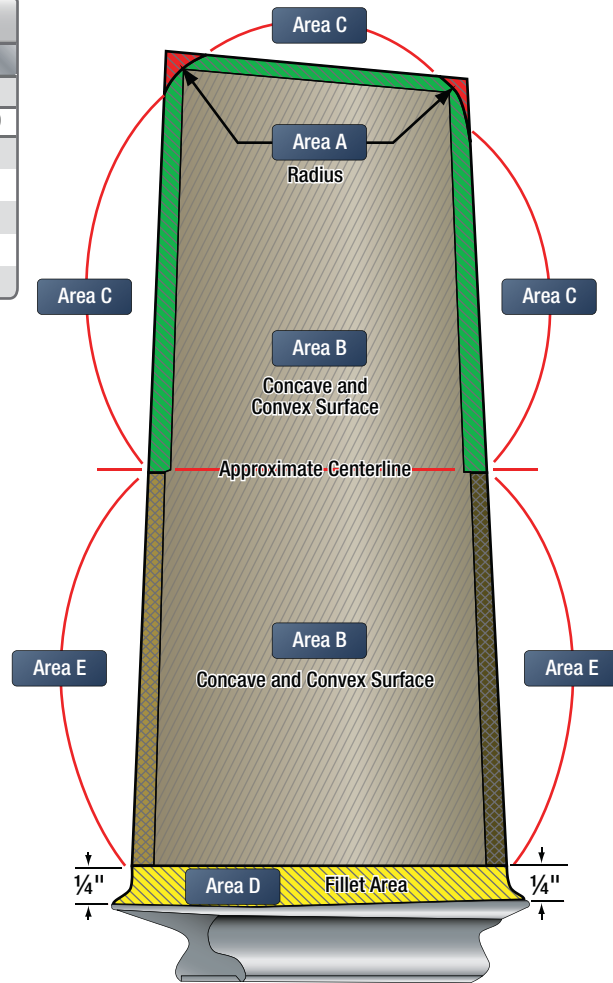 Area C
Area A
Radius
Area C
Area C
Area B
Concave and
Convex Surface
Approximate Centerline
Area B
Concave and Convex Surface
Area E
Area E
¼"
Area D
Fillet Area
¼"